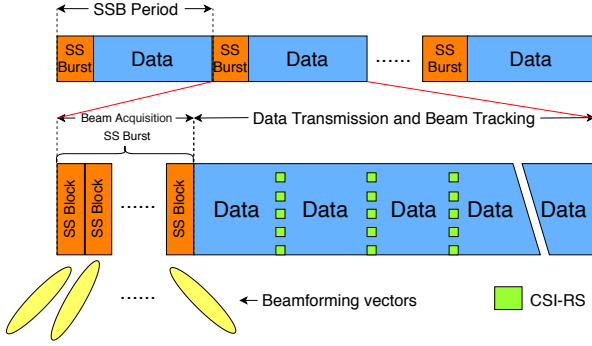 SSB Period
SS Burst
Data
SS Burst
Data
......
SS Burst
Data
Beam Acquisition
Data Transmission and Beam Tracking
SS Burst
SS Block
SS Block
......
SS Block
Data
Data
Data
Data
Data
......
Beamforming vectors
CSI-RS